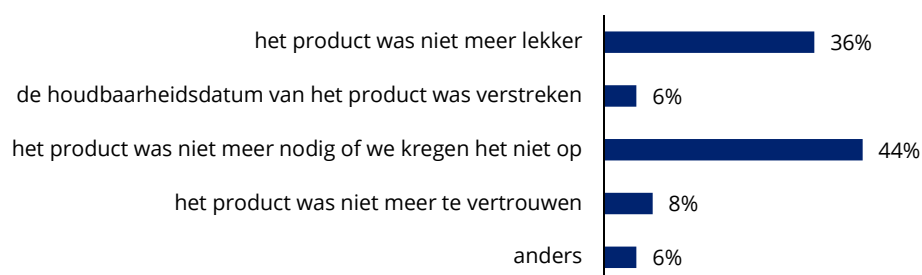 het product was niet meer lekker 36%
de houdbaarheidsdatum van het product was verstreken 6%
het product was niet meer nodig of we kregen het niet op 44%
het product was niet meer te vertrouwen 8%
anders 6%